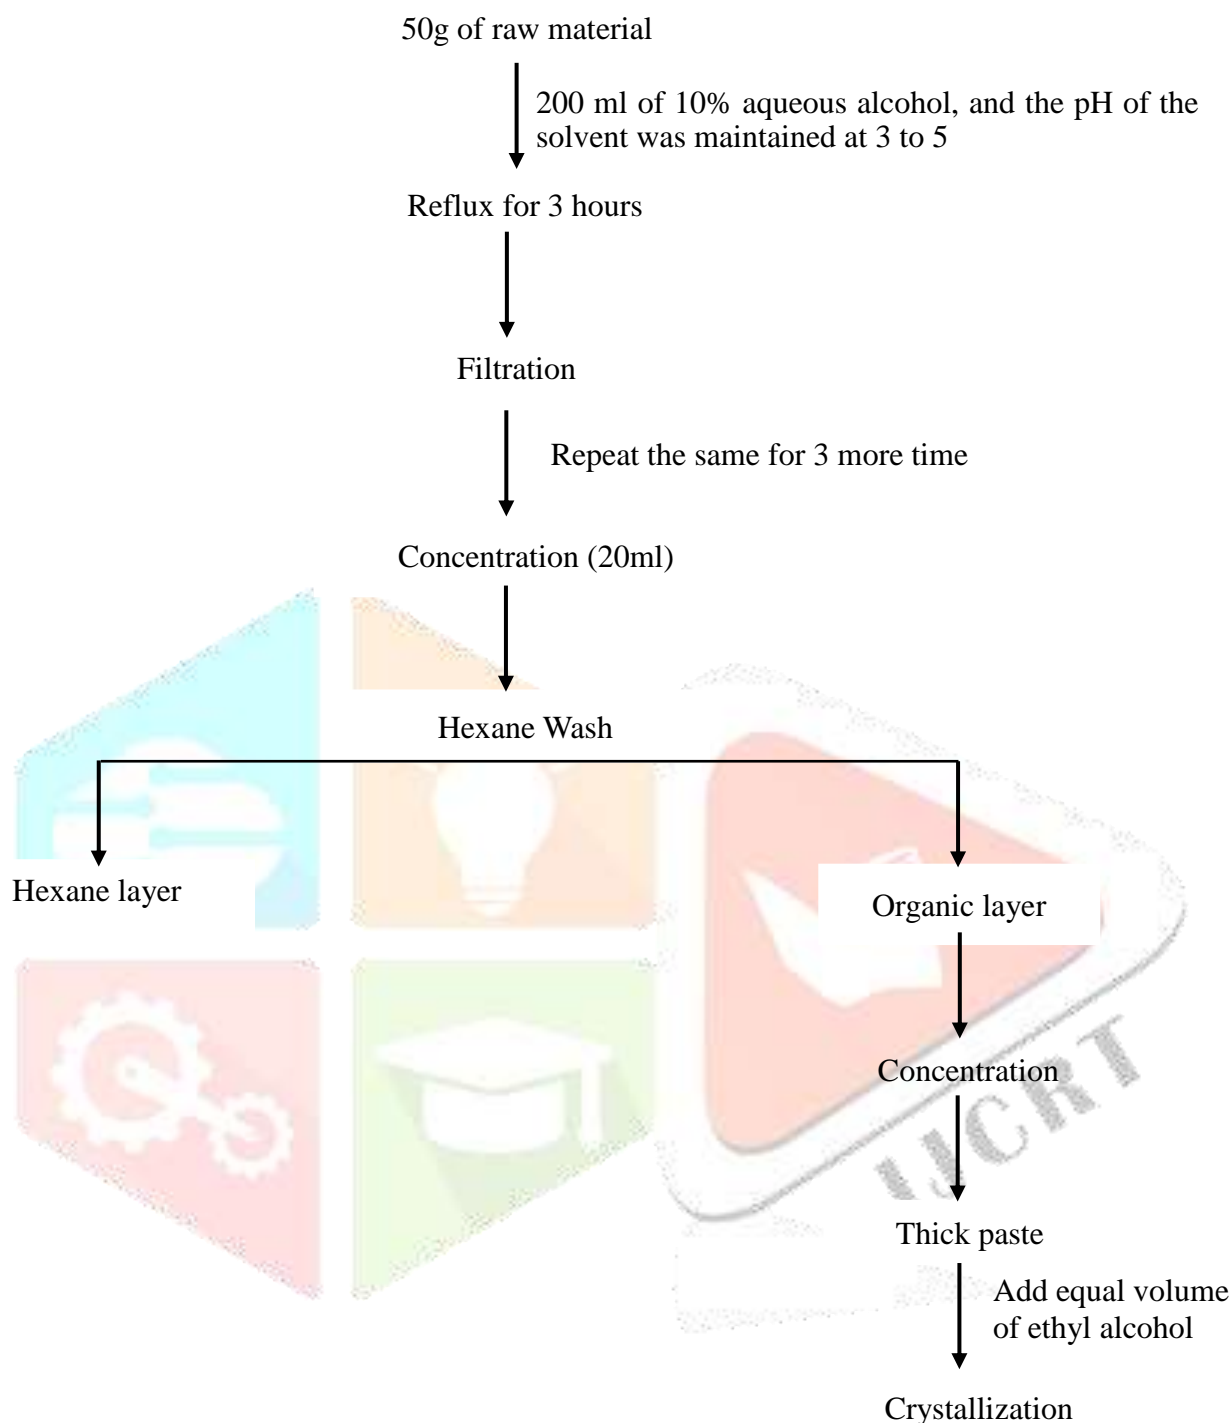 50g of raw material
200 ml of 10% aqueous alcohol, and the pH of the
solvent was maintained at 3 to 5
Reflux for 3 hours
Filtration
Repeat the same for 3 more time
Concentration (20ml)
Hexane Wash
Hexane layer
Organic layer
Concentration
IJCRT
Thick paste
Add equal volume
of ethyl alcohol
Crystallization